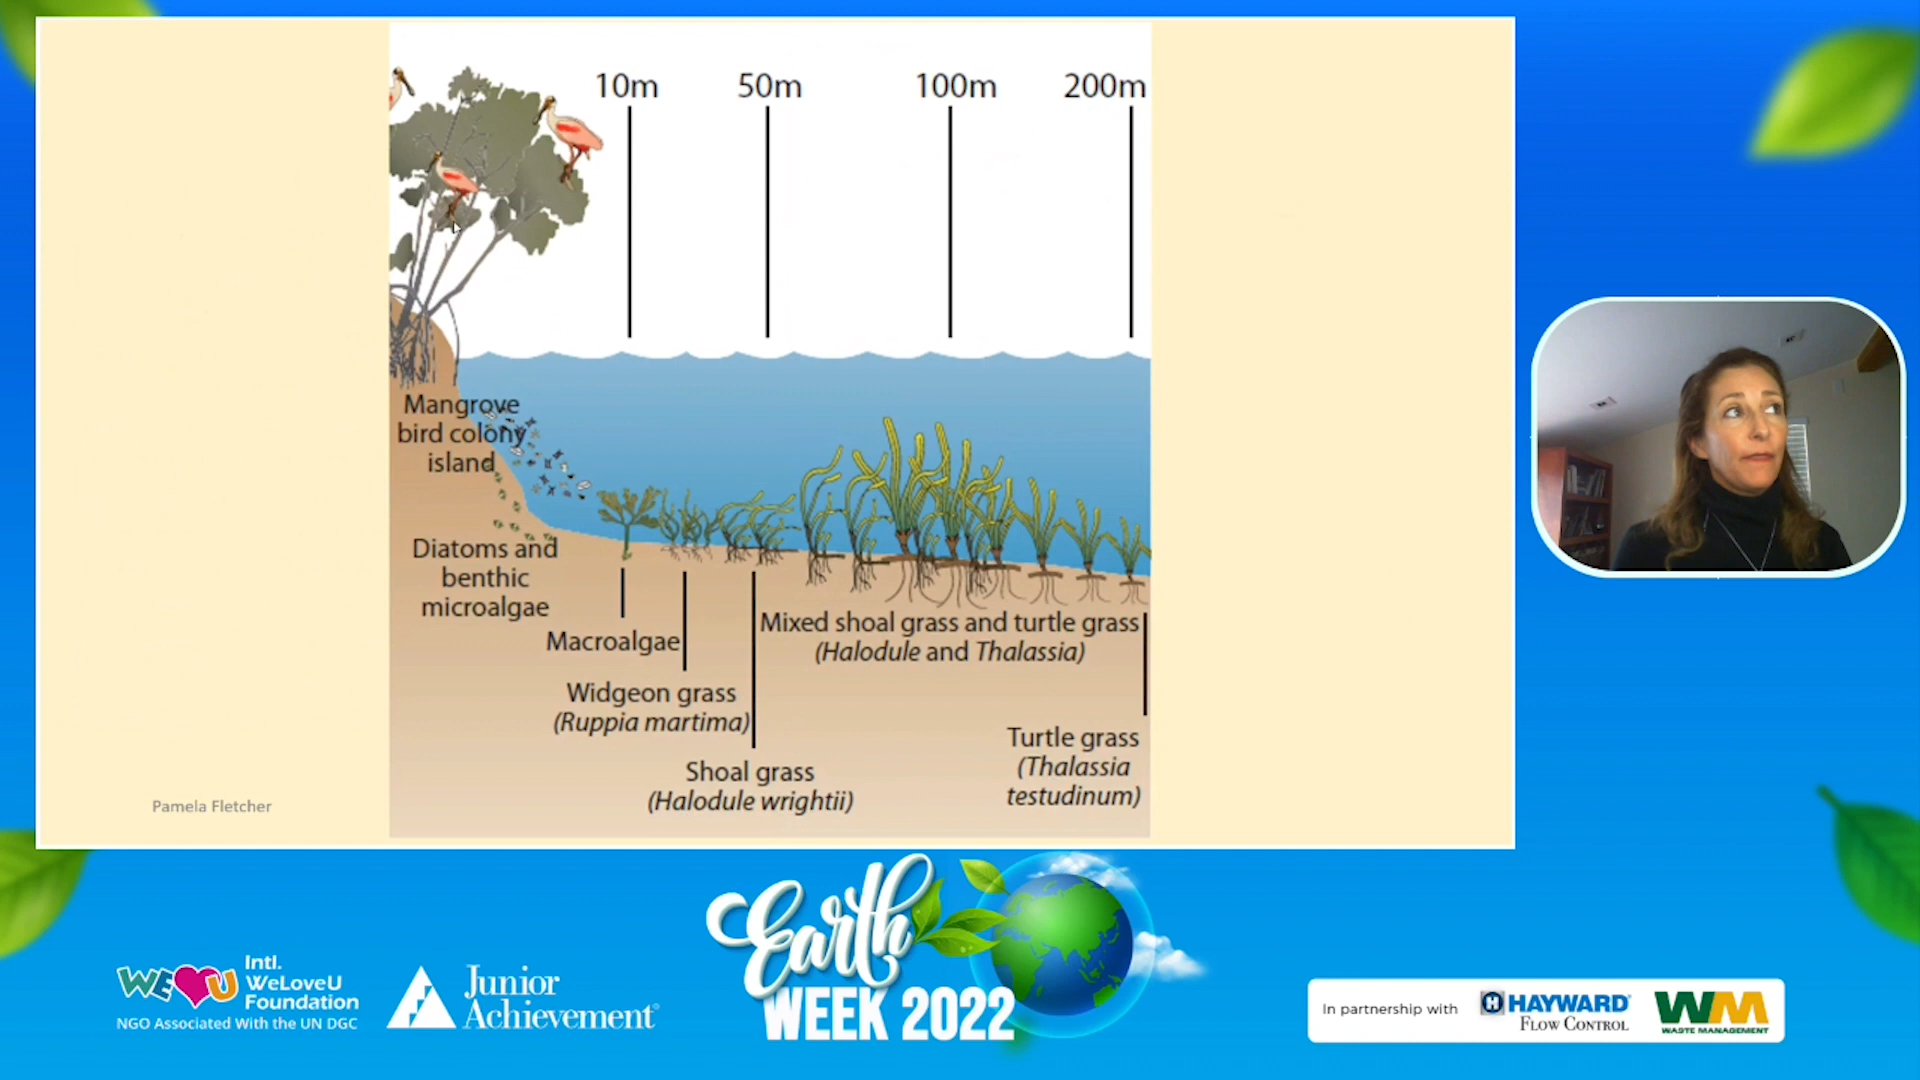 10m 50m 100m 200m
Mangrove
bird colony
island
Diatoms and
benthic
microalgae
Macroalgae
Widgeon grass
(Ruppia martima)
Shoal grass
(Halodule wrightii)
Mixed shoal grass and turtle grass
(Halodule and Thalassia)
Turtle grass
(Thalassia
testudinum)
Pamela Fletcher
Earth
WEEK 2022
WE U
Intl.
WeLoveU
Foundation
NGO Associated With the UN DGC
Junior
Achievement®
In partnership with
H HAYWARD®
FLOW CONTROL
WM
WASTE MANAGEMENT